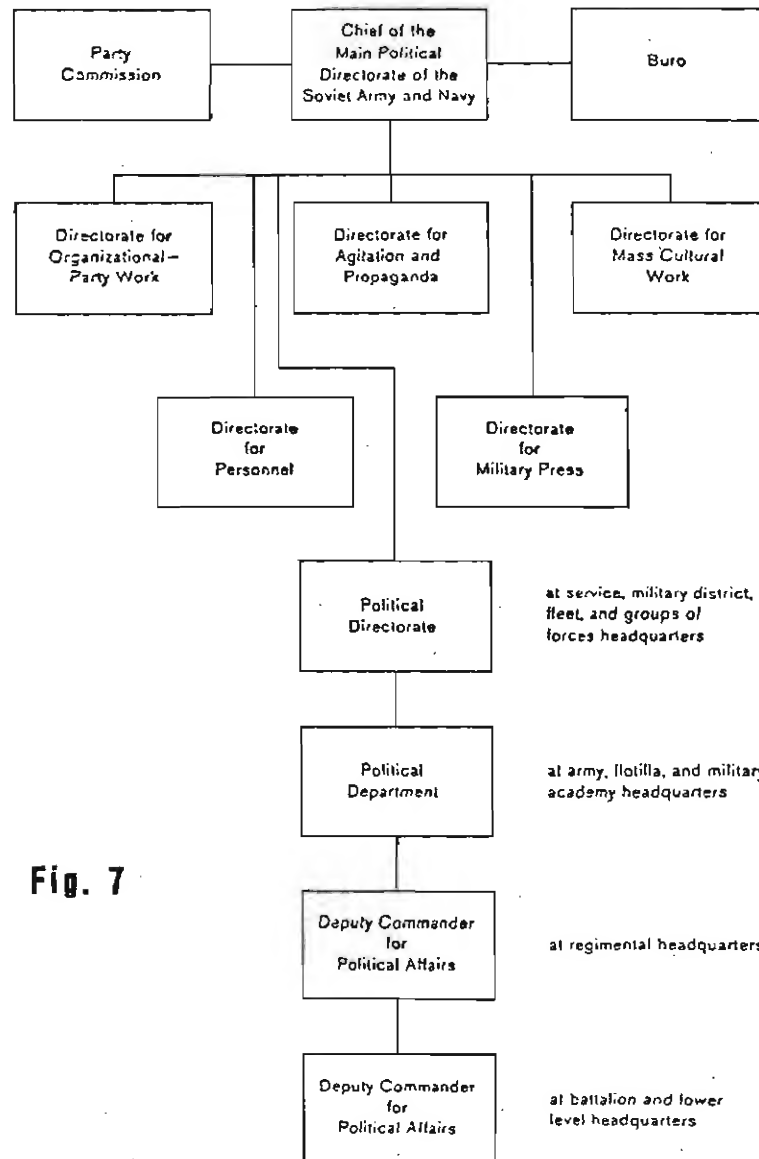 Party
Commission
Chief of the
Main Political
Directorate of the
Soviet Army and Navy
Buro
Directorate for
Organizational–
Party Work
Directorate for
Agitation and
Propaganda
Directorate for
Mass Cultural
Work
Directorate
for
Personnel
Directorate
for
Military Press
Political
Directorate
at service, military district,
fleet, and groups of
forces headquarters
Political
Department
at army, flotilla, and military
academy headquarters
Fig. 7
Deputy Commander
for
Political Affairs
at regimental headquarters
Deputy Commander
for
Political Affairs
at battalion and lower
level headquarters